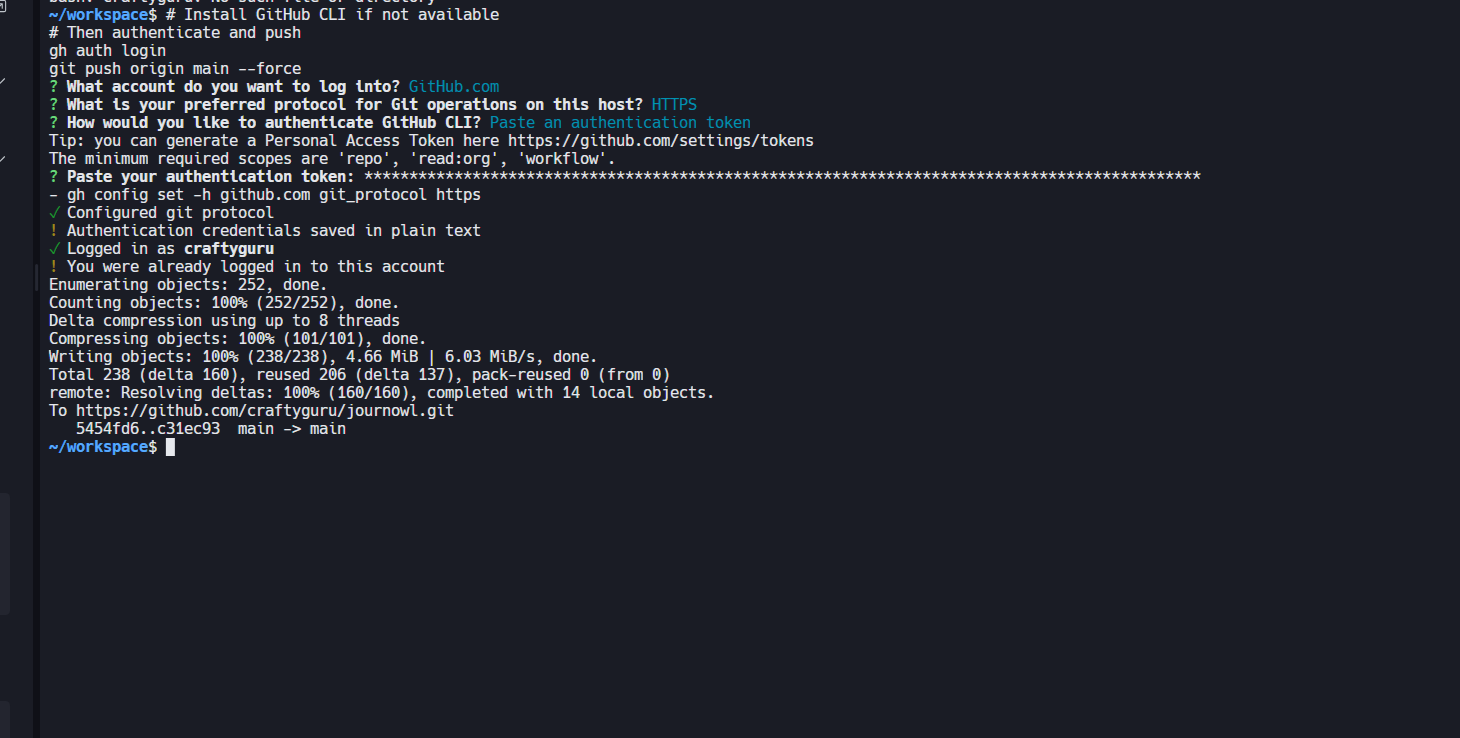 ~/workspace$ # Install GitHub CLI if not available
# Then authenticate and push
gh auth login
git push origin main --force
? What account do you want to log into? GitHub.com
? What is your preferred protocol for Git operations on this host? HTTPS
? How would you like to authenticate GitHub CLI? Paste an authentication token
Tip: you can generate a Personal Access Token here https://github.com/settings/tokens
The minimum required scopes are 'repo', 'read:org', 'workflow'.
? Paste your authentication token: *********************************************************************************************
- gh config set -h github.com git_protocol https
✓ Configured git protocol
! Authentication credentials saved in plain text
✓ Logged in as craftyguru
! You were already logged in to this account
Enumerating objects: 252, done.
Counting objects: 100% (252/252), done.
Delta compression using up to 8 threads
Compressing objects: 100% (101/101), done.
Writing objects: 100% (238/238), 4.66 MiB | 6.03 MiB/s, done.
Total 238 (delta 160), reused 206 (delta 137), pack-reused 0 (from 0)
remote: Resolving deltas: 100% (160/160), completed with 14 local objects.
To https://github.com/craftyguru/journowl.git
   5454fd6..c31ec93  main -> main
~/workspace$